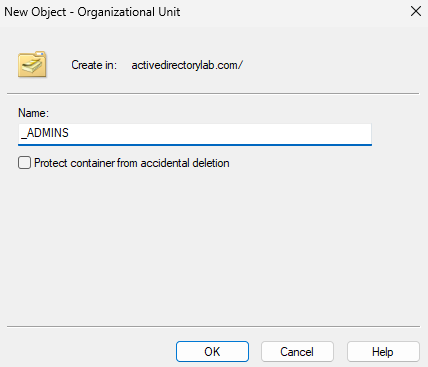 New Object - Organizational Unit
Create in: activedirectorylab.com/
Name:
_ADMINS
Protect container from accidental deletion
OK Cancel Help